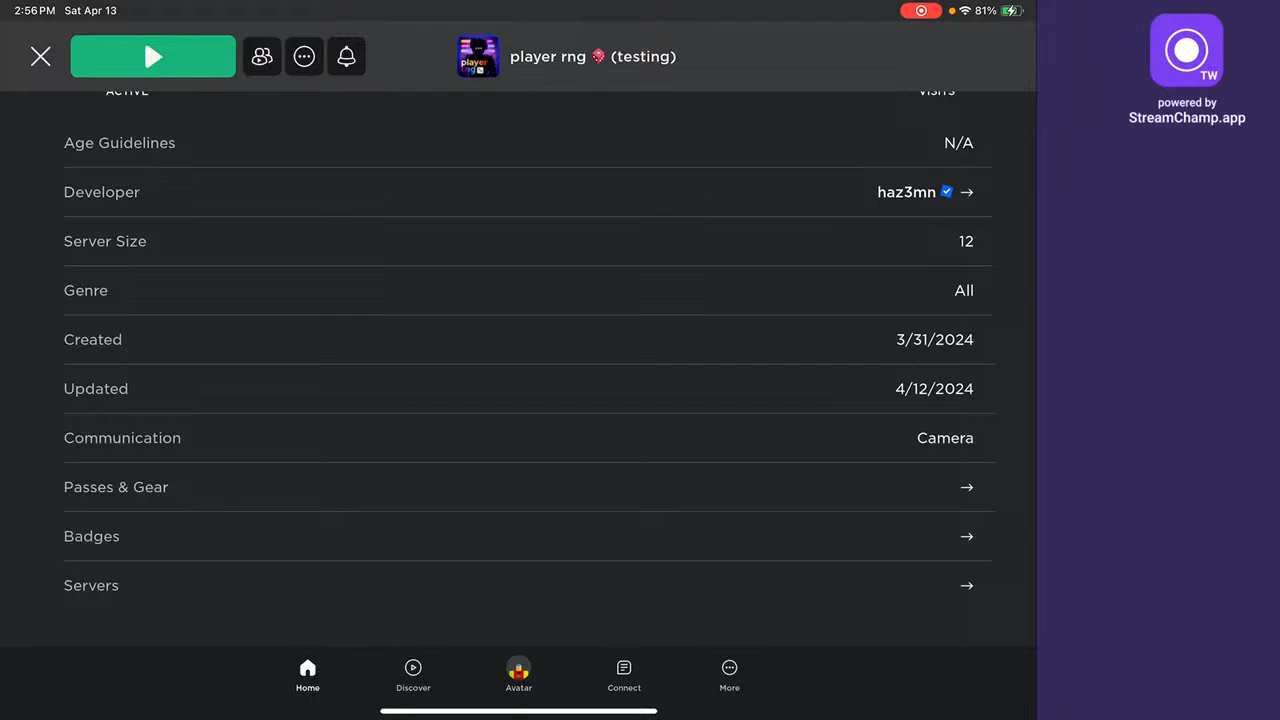 2:56 PM Sat Apr 13
81%
TW
powered by
StreamChamp.app
player rng (testing)
player
rng
ACTIVE
VISITS
Age Guidelines
N/A
Developer
haz3mn
Server Size
12
Genre
All
Created
3/31/2024
Updated
4/12/2024
Communication
Camera
Passes & Gear
Badges
Servers
Home
Discover
Avatar
Connect
More